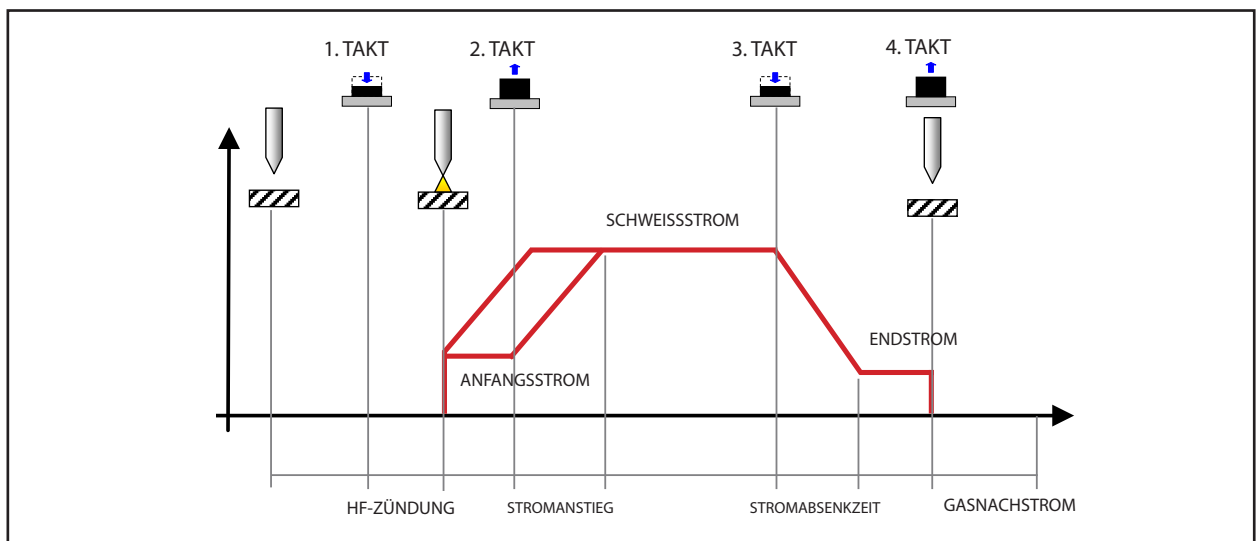 1. TAKT
2. TAKT
3. TAKT
4. TAKT
SCHWEISSSTROM
ENDSTROM
ANFANGSSTROM
HF-ZÜNDUNG
STROMANSTIEG
STROMABSENKZEIT
GASNACHSTROM